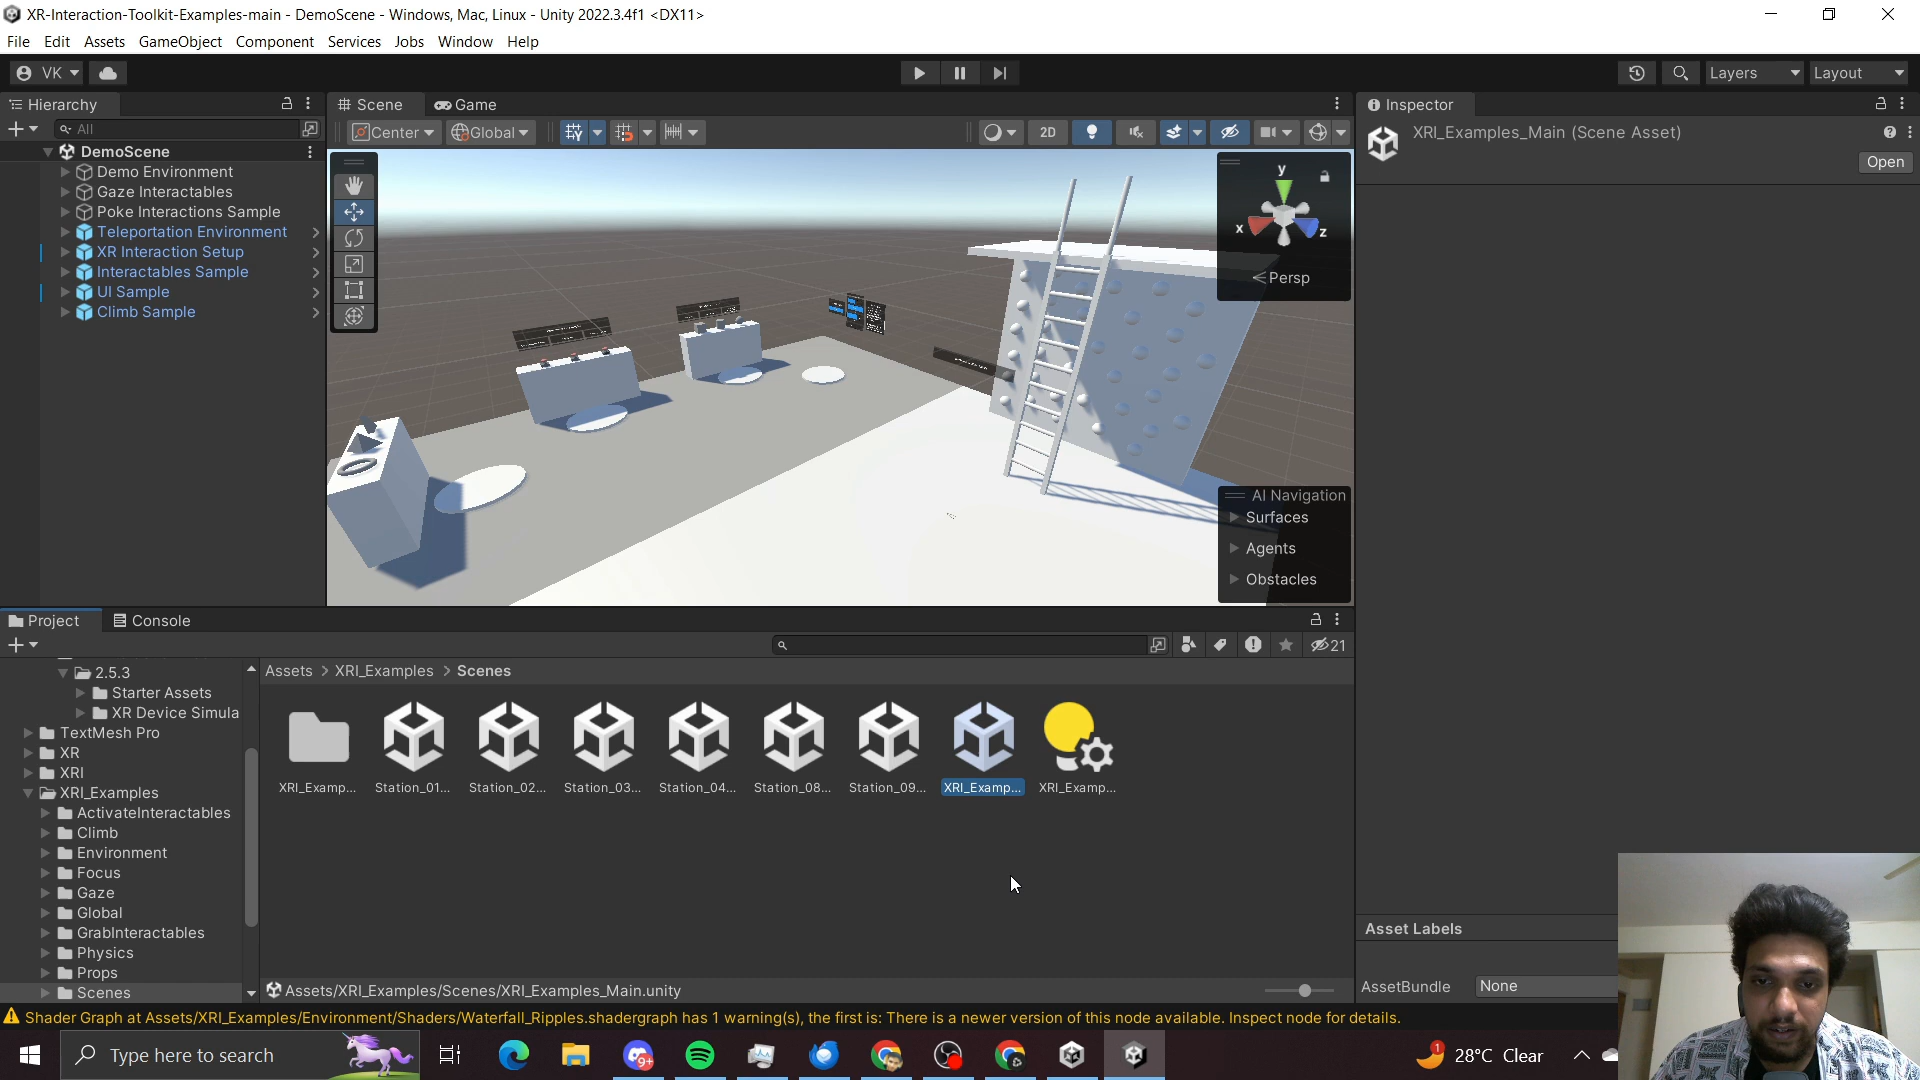 XR-Interaction-Toolkit-Examples-main - DemoScene - Windows, Mac, Linux - Unity 2022.3.4f1 <DX11>
File Edit Assets GameObject Component Services Jobs Window Help
VK
Layers
Layout
Hierarchy
Scene
Game
Inspector
All
Center
Global
2D
XRI_Examples_Main (Scene Asset)
Open
DemoScene
Demo Environment
Gaze Interactables
Poke Interactions Sample
Teleportation Environment
XR Interaction Setup
Interactables Sample
UI Sample
Climb Sample
y
x
z
Persp
AI Navigation
Surfaces
Agents
Obstacles
Project
Console
21
2.5.3
Starter Assets
XR Device Simula
TextMesh Pro
XR
XRI
XRI_Examples
ActivateInteractables
Climb
Environment
Focus
Gaze
Global
GrabInteractables
Physics
Props
Scenes
Assets > XRI_Examples > Scenes
XRI_Examp...
Station_01...
Station_02...
Station_03...
Station_04...
Station_08...
Station_09...
XRI_Examp...
XRI_Examp...
Assets/XRI_Examples/Scenes/XRI_Examples_Main.unity
Asset Labels
AssetBundle
None
Shader Graph at Assets/XRI_Examples/Environment/Shaders/Waterfall_Ripples.shadergraph has 1 warning(s), the first is: There is a newer version of this node available. Inspect node for details.
Type here to search
9+
1
28°C Clear